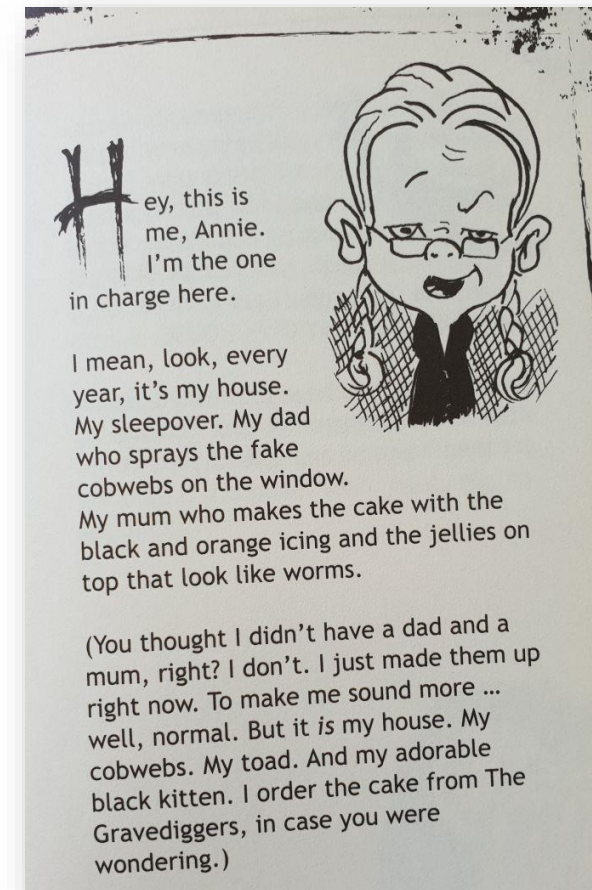 Hey, this is
me, Annie.
I'm the one
in charge here.
I mean, look, every
year, it's my house.
My sleepover. My dad
who sprays the fake
cobwebs on the window.
My mum who makes the cake with the
black and orange icing and the jellies on
top that look like worms.
(You thought I didn't have a dad and a
mum, right? I don't. I just made them up
right now. To make me sound more ...
well, normal. But it is my house. My
cobwebs. My toad. And my adorable
black kitten. I order the cake from The
Gravediggers, in case you were
wondering.)